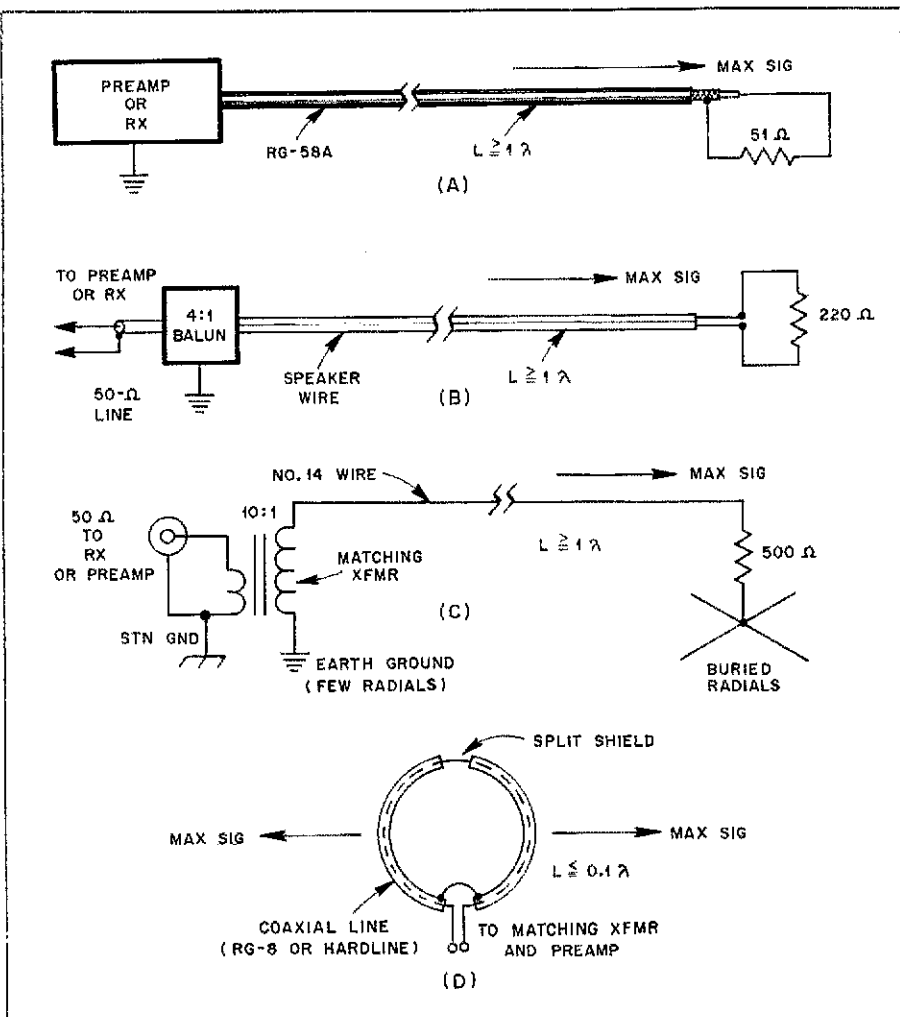 PREAMP
OR
RX
MAX SIG
RG-58A
L ≧ 1 λ
51 Ω
(A)
TO PREAMP
OR RX
4:1
BALUN
MAX SIG
220 Ω
SPEAKER
WIRE
L ≧ 1 λ
50-Ω
LINE
(B)
NO. 14 WIRE
MAX SIG
50 Ω
TO
RX
OR PREAMP
10:1
MATCHING
XFMR
L ≧ 1 λ
500 Ω
(C)
STN GND
EARTH GROUND
(FEW RADIALS)
BURIED
RADIALS
SPLIT SHIELD
MAX SIG
MAX SIG
L ≦ 0.1 λ
COAXIAL LINE
(RG-8 OR HARDLINE)
TO MATCHING XFMR
AND PREAMP
(D)